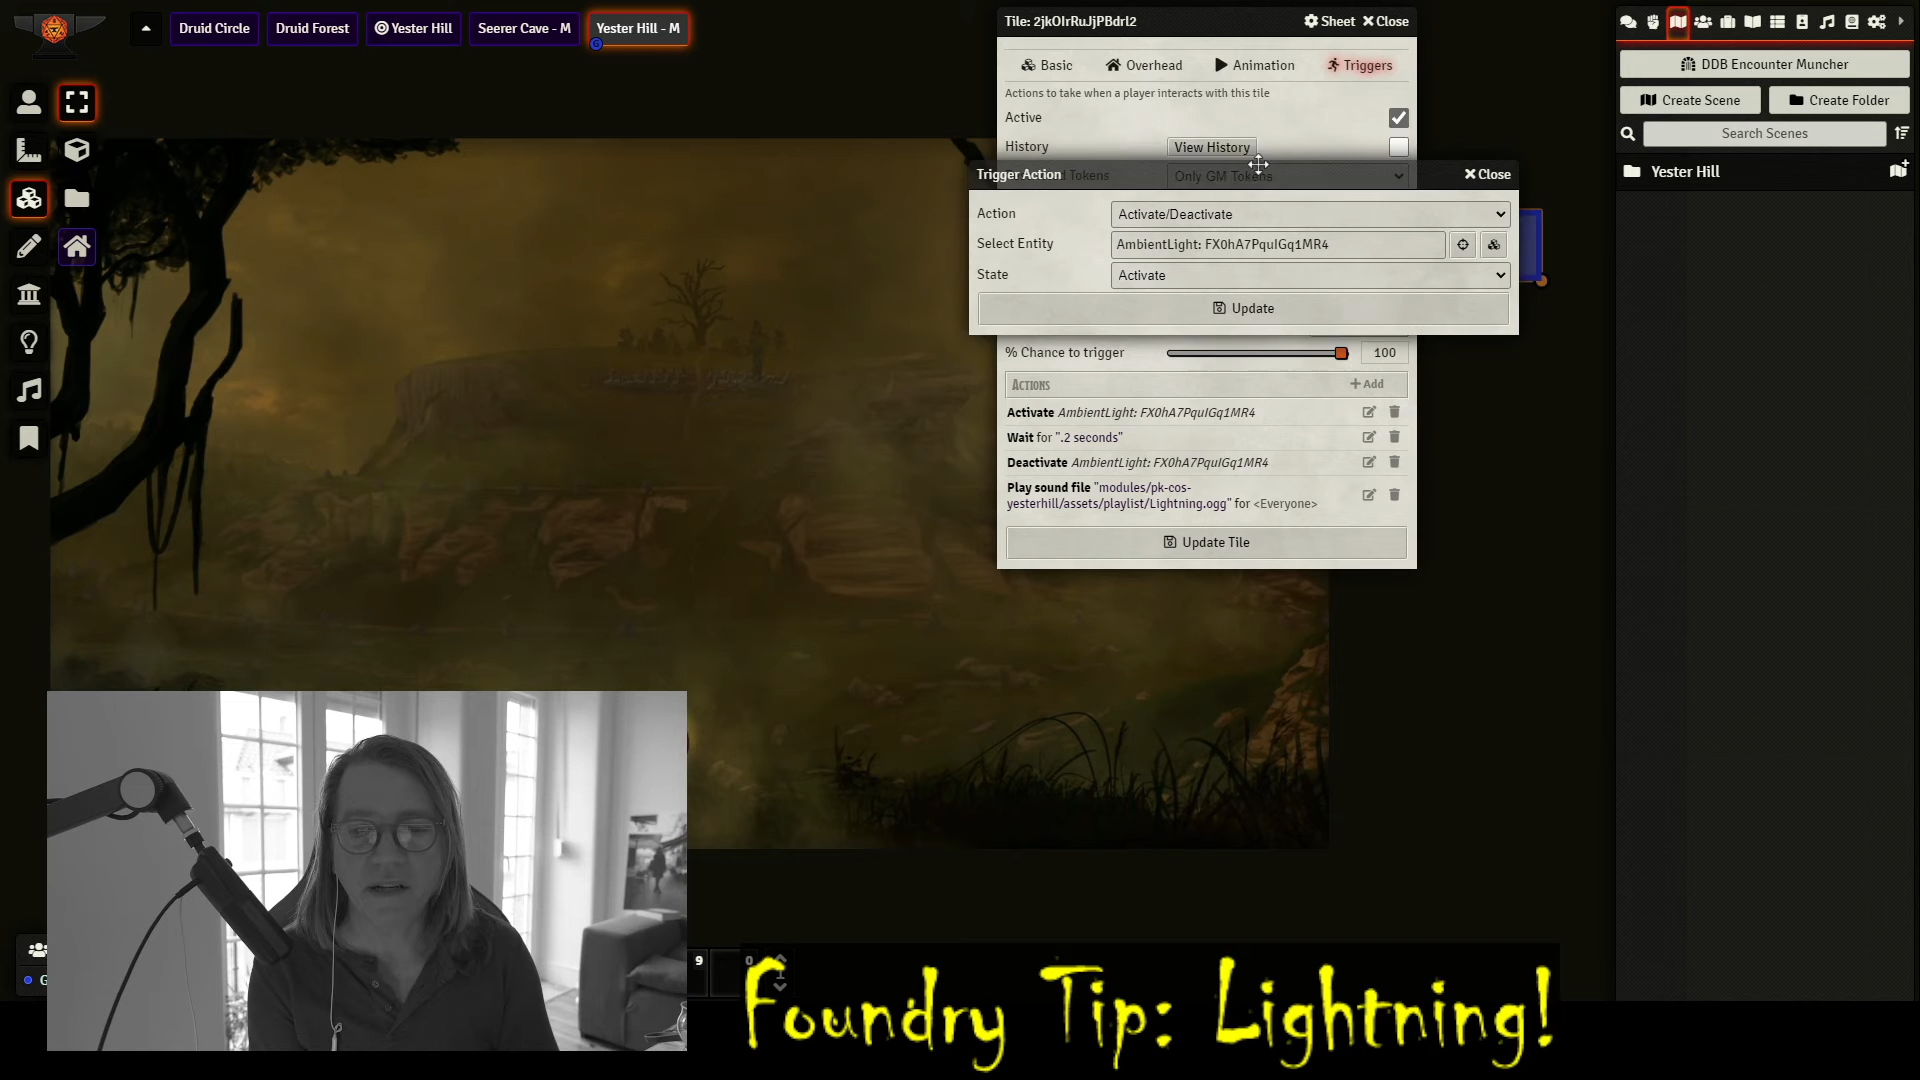 Druid Circle
Druid Forest
Yester Hill
Seerer Cave - M
Yester Hill - M
G
Tile: 2jkOIrRuJjPBdrl2
Sheet
Close
Basic
Overhead
Animation
Triggers
Actions to take when a player interacts with this tile
Active
History
View History
d Tokens
Only GM Tokens
Trigger Action
Close
Action
Activate/Deactivate
Select Entity
AmbientLight: FX0hA7PquIGq1MR4
State
Activate
Update
% Chance to trigger
100
Actions
+ Add
Activate AmbientLight: FX0hA7PquIGq1MR4
Wait for ".2 seconds"
Deactivate AmbientLight: FX0hA7PquIGq1MR4
Play sound file "modules/pk-cos-
yesterhill/assets/playlist/Lightning.ogg" for <Everyone>
Update Tile
DDB Encounter Muncher
Create Scene
Create Folder
Search Scenes
Yester Hill
G
9
0
1
Foundry Tip: Lightning!